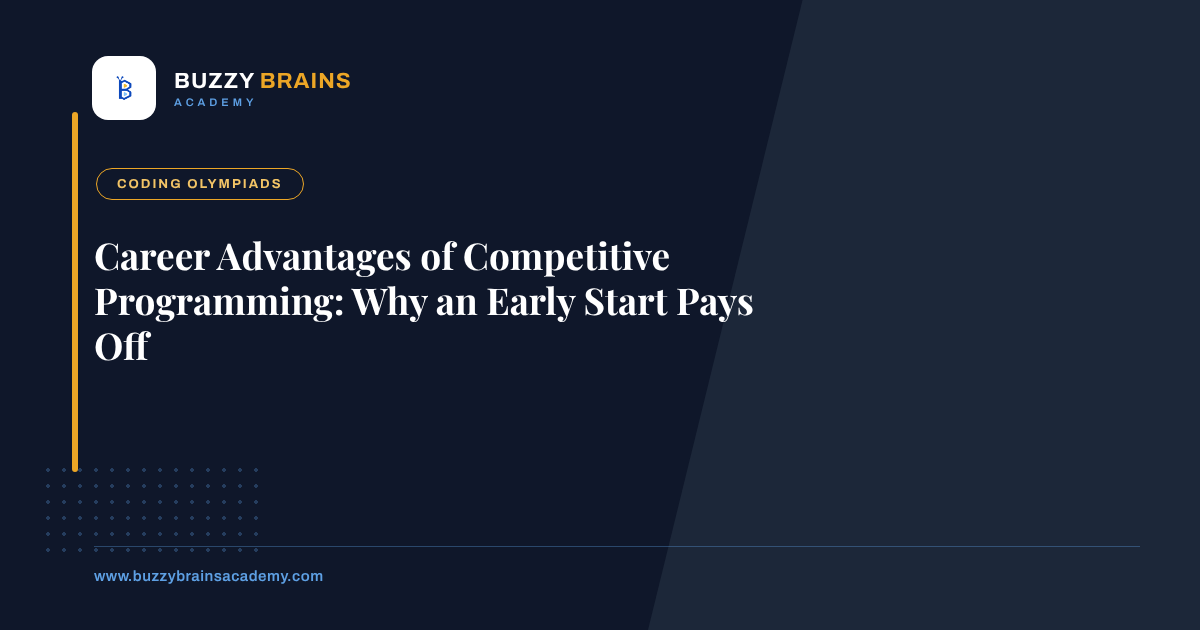 BUZZY BRAINS
ACADEMY
CODING OLYMPIADS
Career Advantages of Competitive
Programming: Why an Early Start Pays
Off
www.buzzybrainsacademy.com